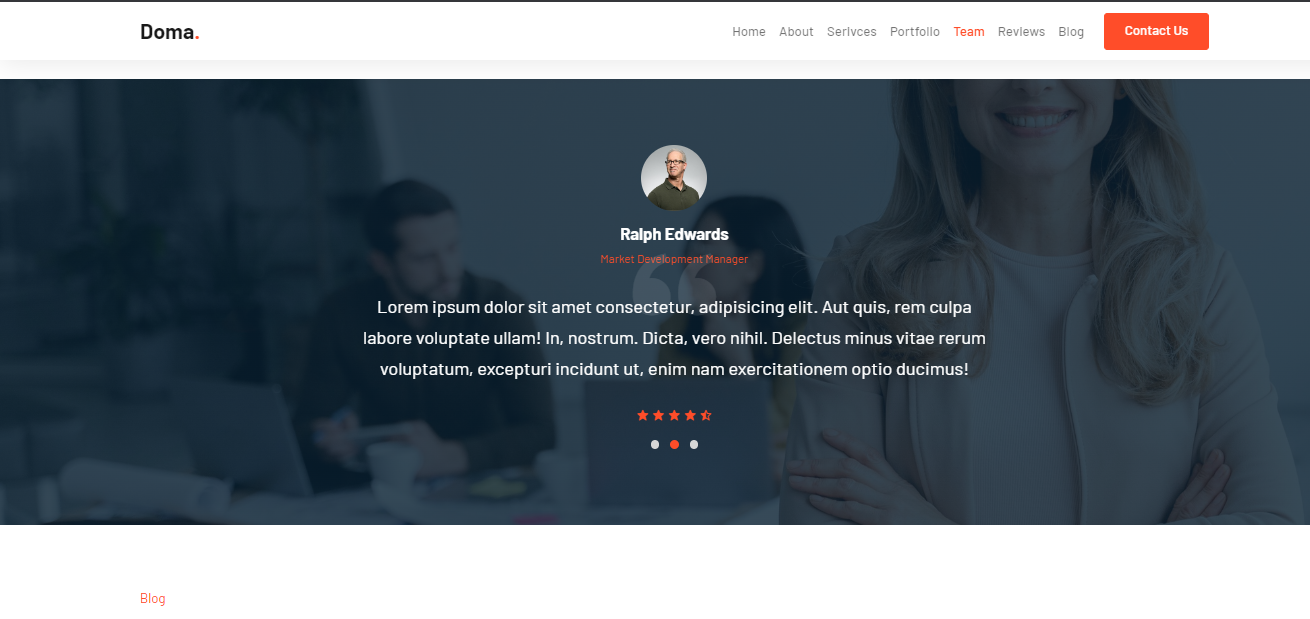 Doma.
Home About Serivces Portfolio Team Reviews Blog Contact Us
Ralph Edwards
Market Development Manager
Lorem ipsum dolor sit amet consectetur, adipisicing elit. Aut quis, rem culpa
labore voluptate ullam! In, nostrum. Dicta, vero nihil. Delectus minus vitae rerum
voluptatum, excepturi incidunt ut, enim nam exercitationem optio ducimus!
Blog